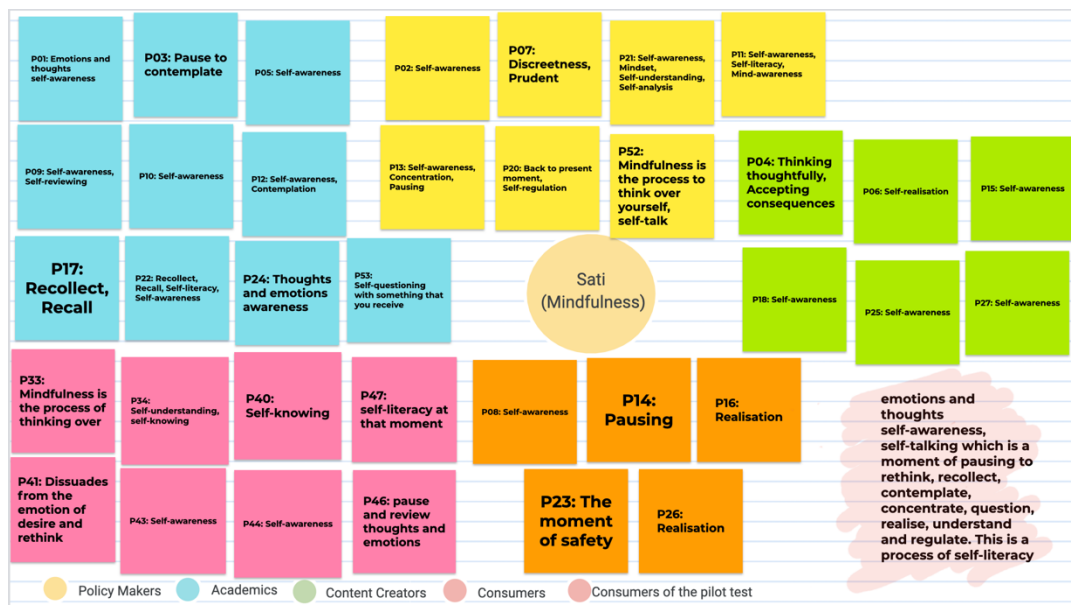 P01: Emotions and
thoughts
self-awareness
P03: Pause to
contemplate
P05: Self-awareness
P02: Self-awareness
P07:
Discreetness,
Prudent
P21: Self-awareness,
Mindset,
Self-understanding,
Self-analysis
P11: Self-awareness,
Self-literacy,
Mind-awareness
P09: Self-awareness,
Self-reviewing
P10: Self-awareness
P12: Self-awareness,
Contemplation
P13: Self-awareness,
Concentration,
Pausing
P20: Back to present
moment,
Self-regulation
P52:
Mindfulness is
the process to
think over
yourself,
self-talk
P04: Thinking
thoughtfully,
Accepting
consequences
P06: Self-realisation
P15: Self-awareness
P17:
Recollect,
Recall
P22: Recollect,
Recall, Self-literacy,
Self-awareness
P24: Thoughts
and emotions
awareness
P53:
Self-questioning
with something that
you receive
Sati
(Mindfulness)
P18: Self-awareness
P25: Self-awareness
P27: Self-awareness
P33:
Mindfulness is
the process of
thinking over
P34:
Self-understanding,
self-knowing
P40:
Self-knowing
P47:
self-literacy at
that moment
P08: Self-awareness
P14:
Pausing
P16:
Realisation
P41: Dissuades
from the
emotion of
desire and
rethink
P43: Self-awareness
P44: Self-awareness
P46: pause
and review
thoughts and
emotions
P23: The
moment
of safety
P26:
Realisation
emotions and
thoughts
self-awareness,
self-talking which is a
moment of pausing to
rethink, recollect,
contemplate,
concentrate, question,
realise, understand
and regulate. This is a
process of self-literacy
Policy Makers
Academics
Content Creators
Consumers
Consumers of the pilot test